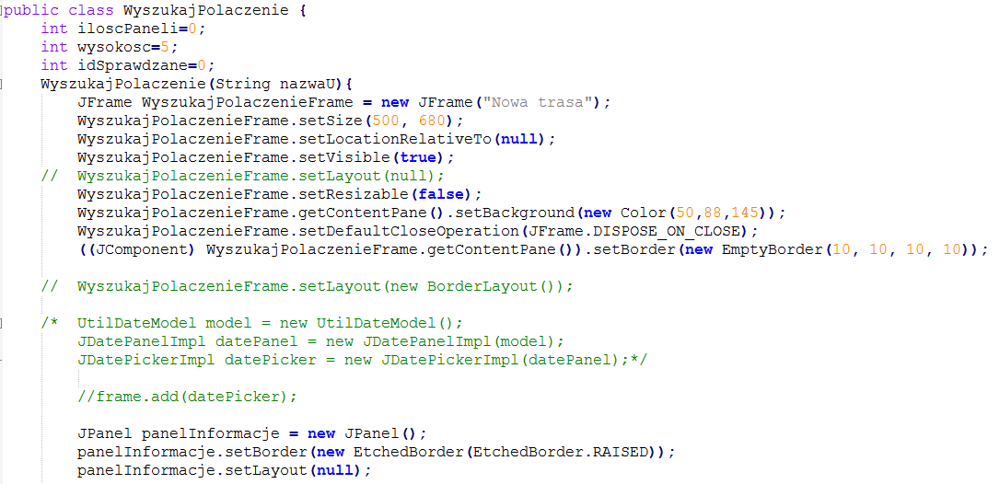 public class WyszukajPolaczenie {
    int iloscPaneli=0;
    int wysokosc=5;
    int idSprawdzane=0;
    WyszukajPolaczenie(String nazwaU){
        JFrame WyszukajPolaczenieFrame = new JFrame("Nowa trasa");
        WyszukajPolaczenieFrame.setSize(500, 680);
        WyszukajPolaczenieFrame.setLocationRelativeTo(null);
        WyszukajPolaczenieFrame.setVisible(true);
    //  WyszukajPolaczenieFrame.setLayout(null);
        WyszukajPolaczenieFrame.setResizable(false);
        WyszukajPolaczenieFrame.getContentPane().setBackground(new Color(50,88,145));
        WyszukajPolaczenieFrame.setDefaultCloseOperation(JFrame.DISPOSE_ON_CLOSE);
        ((JComponent) WyszukajPolaczenieFrame.getContentPane()).setBorder(new EmptyBorder(10, 10, 10, 10));
    //  WyszukajPolaczenieFrame.setLayout(new BorderLayout());
    /*  UtilDateModel model = new UtilDateModel();
        JDatePanelImpl datePanel = new JDatePanelImpl(model);
        JDatePickerImpl datePicker = new JDatePickerImpl(datePanel);*/
        //frame.add(datePicker);
        JPanel panelInformacje = new JPanel();
        panelInformacje.setBorder(new EtchedBorder(EtchedBorder.RAISED));
        panelInformacje.setLayout(null);